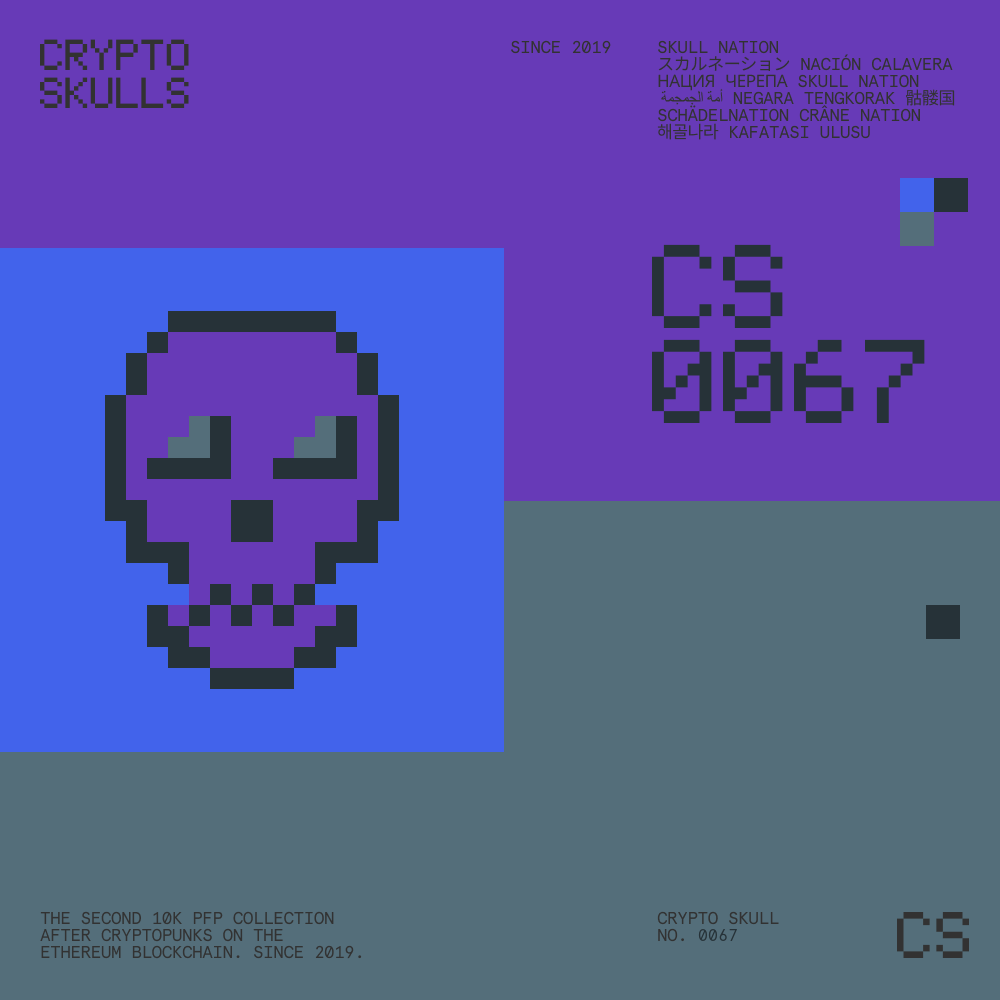 CRYPTO
SKULLS
SINCE 2019
SKULL NATION
スカルネーション NACIÓN CALAVERA
НАЦИЯ ЧЕРЕПА SKULL NATION
أمة الجمجمة NEGARA TENGKORAK 骷髅国
SCHÄDELNATION CRÂNE NATION
해골나라 KAFATASI ULUSU
CS
0067
THE SECOND 10K PFP COLLECTION
AFTER CRYPTOPUNKS ON THE
ETHEREUM BLOCKCHAIN. SINCE 2019.
CRYPTO SKULL
NO. 0067
CS